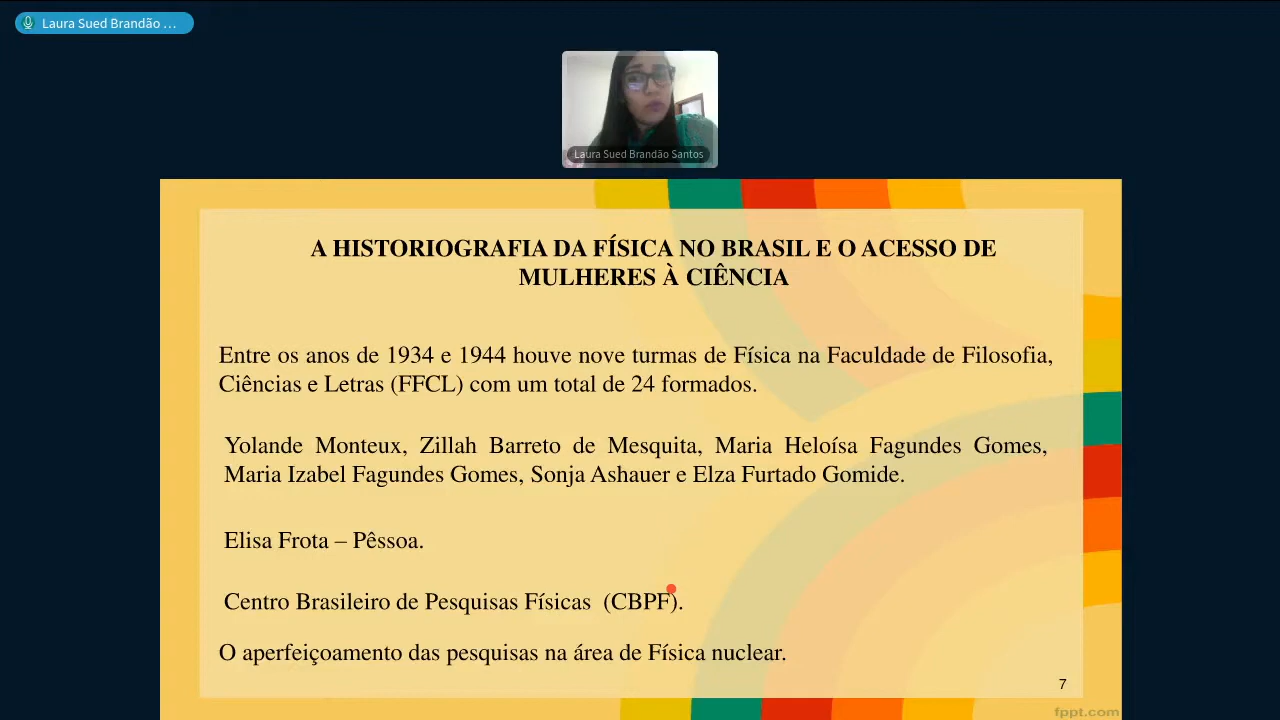 Laura Sued Brandão ...
Laura Sued Brandão Santos
A HISTORIOGRAFIA DA FÍSICA NO BRASIL E O ACESSO DE
MULHERES À CIÊNCIA
Entre os anos de 1934 e 1944 houve nove turmas de Física na Faculdade de Filosofia,
Ciências e Letras (FFCL) com um total de 24 formados.
Yolande Monteux, Zillah Barreto de Mesquita, Maria Heloísa Fagundes Gomes,
Maria Izabel Fagundes Gomes, Sonja Ashauer e Elza Furtado Gomide.
Elisa Frota – Pêssoa.
Centro Brasileiro de Pesquisas Físicas (CBPF).
O aperfeiçoamento das pesquisas na área de Física nuclear.
7
fppt.com